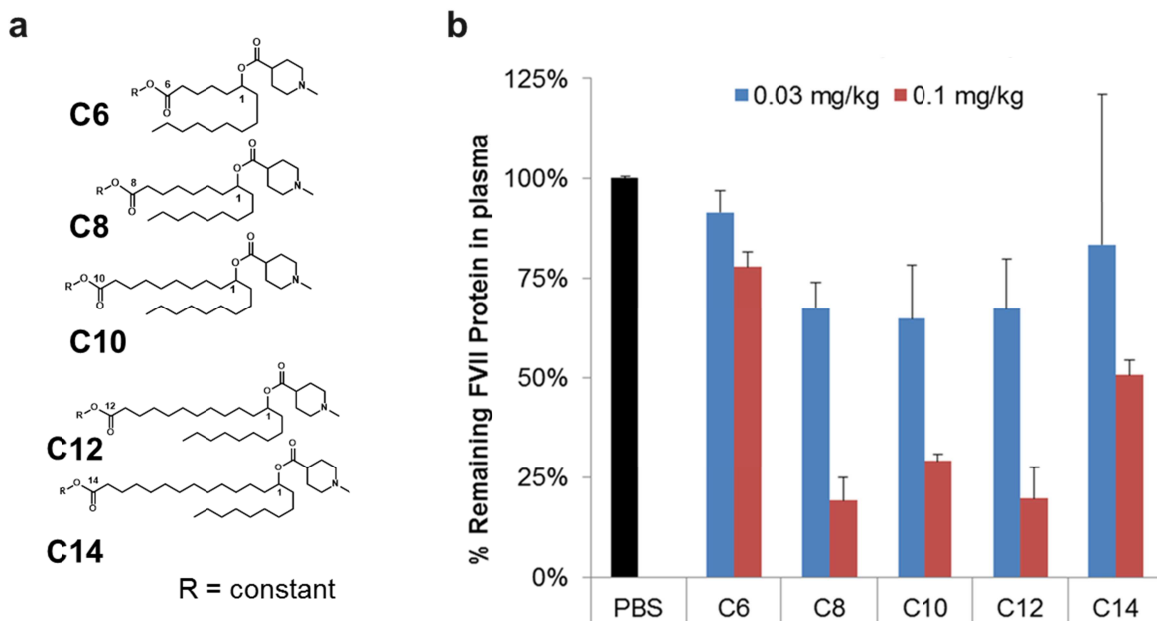 a
O
O
R
O
6
O
1
N
C6
O
O
R
O
8
O
1
N
C8
O
O
R
O
10
O
1
N
C10
O
O
R
O
12
O
1
N
C12
O
O
R
O
14
O
1
N
C14
R = constant
b
% Remaining FVII Protein in plasma
125%
100%
75%
50%
25%
0%
0.03 mg/kg 0.1 mg/kg
PBS C6 C8 C10 C12 C14